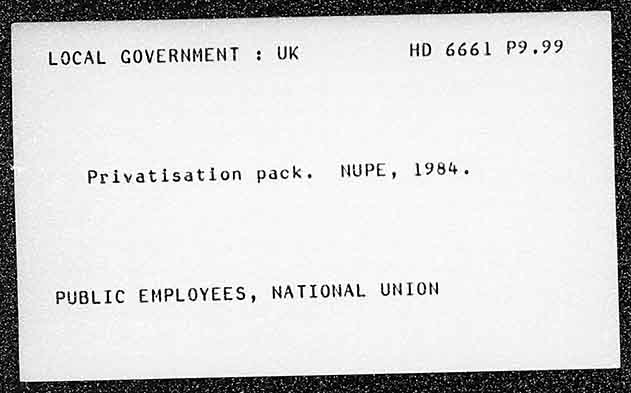 LOCAL GOVERNMENT : UK HD 6661 P9.99
Privatisation pack. NUPE, 1984.
PUBLIC EMPLOYEES, NATIONAL UNION